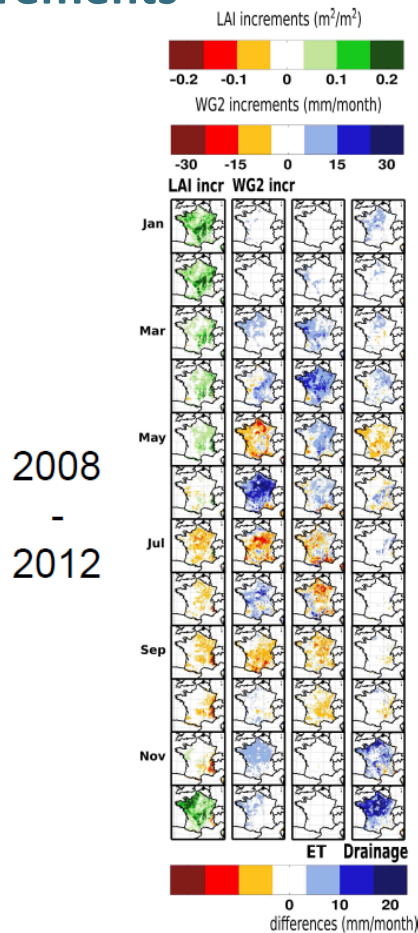 LAI increments (m²/m²)
-0.2 -0.1 0 0.1 0.2
WG2 increments (mm/month)
-30 -15 0 15 30
LAI incr WG2 incr
Jan
Mar
May
2008
-
2012
Jul
Sep
Nov
ET Drainage
0 10 20
differences (mm/month)